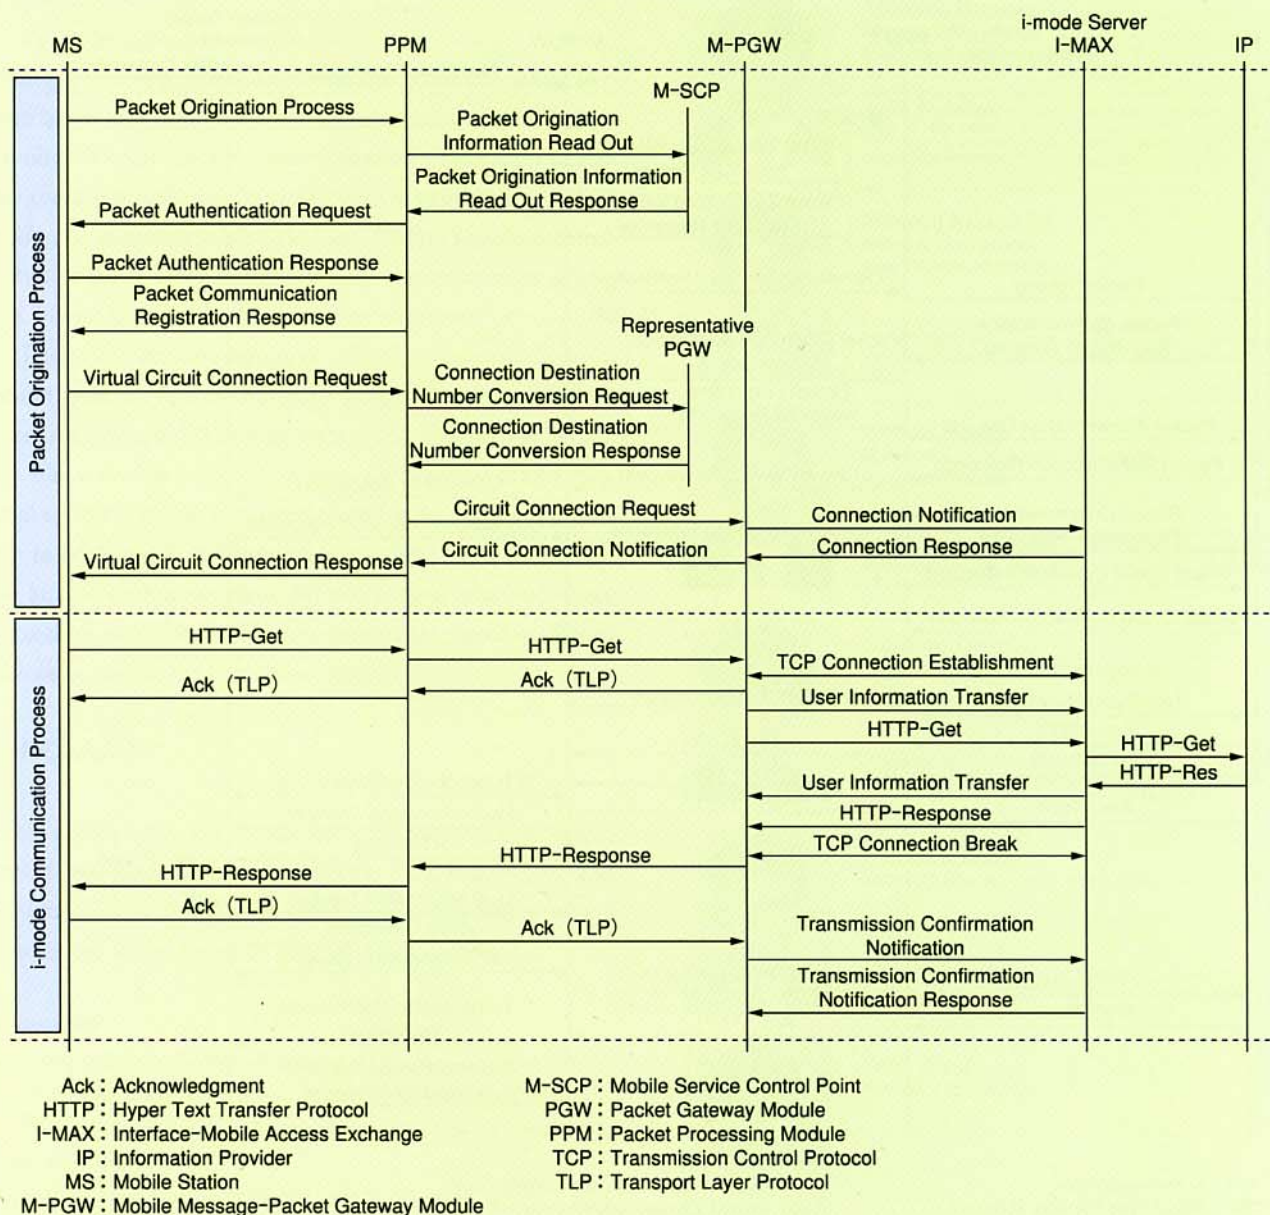 i-mode Server
MS PPM M-PGW I-MAX IP
M-SCP
Packet Origination Process
Packet Origination Process
Packet Origination
Information Read Out
Packet Origination Information
Read Out Response
Packet Authentication Request
Packet Authentication Response
Packet Communication
Registration Response
Representative
PGW
Virtual Circuit Connection Request
Connection Destination
Number Conversion Request
Connection Destination
Number Conversion Response
Circuit Connection Request
Connection Notification
Connection Response
Circuit Connection Notification
Virtual Circuit Connection Response
i-mode Communication Process
HTTP-Get
HTTP-Get
TCP Connection Establishment
Ack (TLP)
Ack (TLP)
User Information Transfer
HTTP-Get
HTTP-Get
HTTP-Res
User Information Transfer
HTTP-Response
TCP Connection Break
HTTP-Response
HTTP-Response
Ack (TLP)
Ack (TLP)
Transmission Confirmation
Notification
Transmission Confirmation
Notification Response
Ack : Acknowledgment
HTTP : Hyper Text Transfer Protocol
I-MAX : Interface-Mobile Access Exchange
IP : Information Provider
MS : Mobile Station
M-PGW : Mobile Message-Packet Gateway Module
M-SCP : Mobile Service Control Point
PGW : Packet Gateway Module
PPM : Packet Processing Module
TCP : Transmission Control Protocol
TLP : Transport Layer Protocol